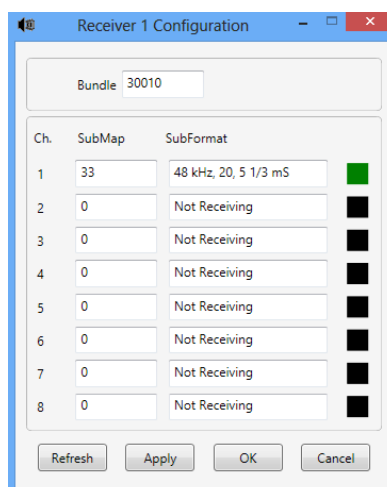 Receiver 1 Configuration
Bundle 30010
Ch. SubMap SubFormat
1 33 48 kHz, 20, 5 1/3 mS
2 0 Not Receiving
3 0 Not Receiving
4 0 Not Receiving
5 0 Not Receiving
6 0 Not Receiving
7 0 Not Receiving
8 0 Not Receiving
Refresh Apply OK Cancel